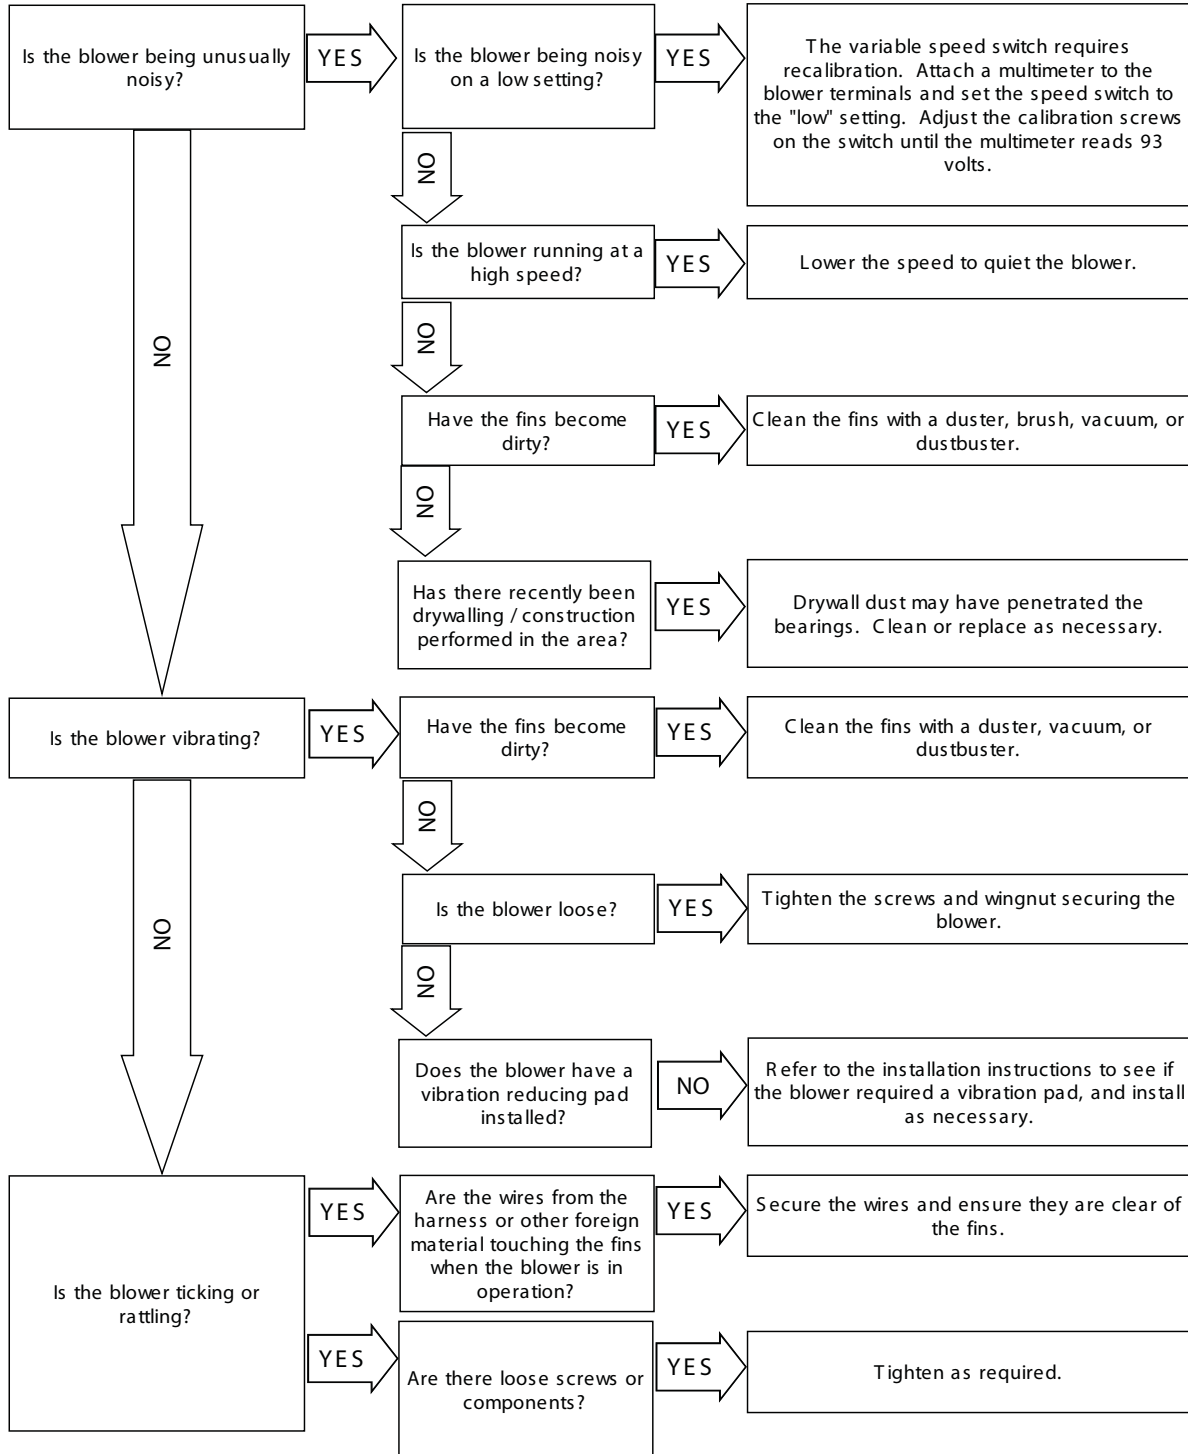 Is the blower being unusually
noisy?
YES
Is the blower being noisy
on a low setting?
YES
The variable speed switch requires
recalibration. Attach a multimeter to the
blower terminals and set the speed switch to
the "low" setting. Adjust the calibration screws
on the switch until the multimeter reads 93
volts.
NO
NO
Is the blower running at a
high speed?
YES
Lower the speed to quiet the blower.
NO
Have the fins become
dirty?
YES
Clean the fins with a duster, brush, vacuum, or
dustbuster.
NO
Has there recently been
drywalling / construction
performed in the area?
YES
Drywall dust may have penetrated the
bearings. Clean or replace as necessary.
Is the blower vibrating?
YES
Have the fins become
dirty?
YES
Clean the fins with a duster, vacuum, or
dustbuster.
NO
NO
Is the blower loose?
YES
Tighten the screws and wingnut securing the
blower.
NO
Does the blower have a
vibration reducing pad
installed?
NO
Refer to the installation instructions to see if
the blower required a vibration pad, and install
as necessary.
Is the blower ticking or
rattling?
YES
Are the wires from the
harness or other foreign
material touching the fins
when the blower is in
operation?
YES
Secure the wires and ensure they are clear of
the fins.
YES
Are there loose screws or
components?
YES
Tighten as required.